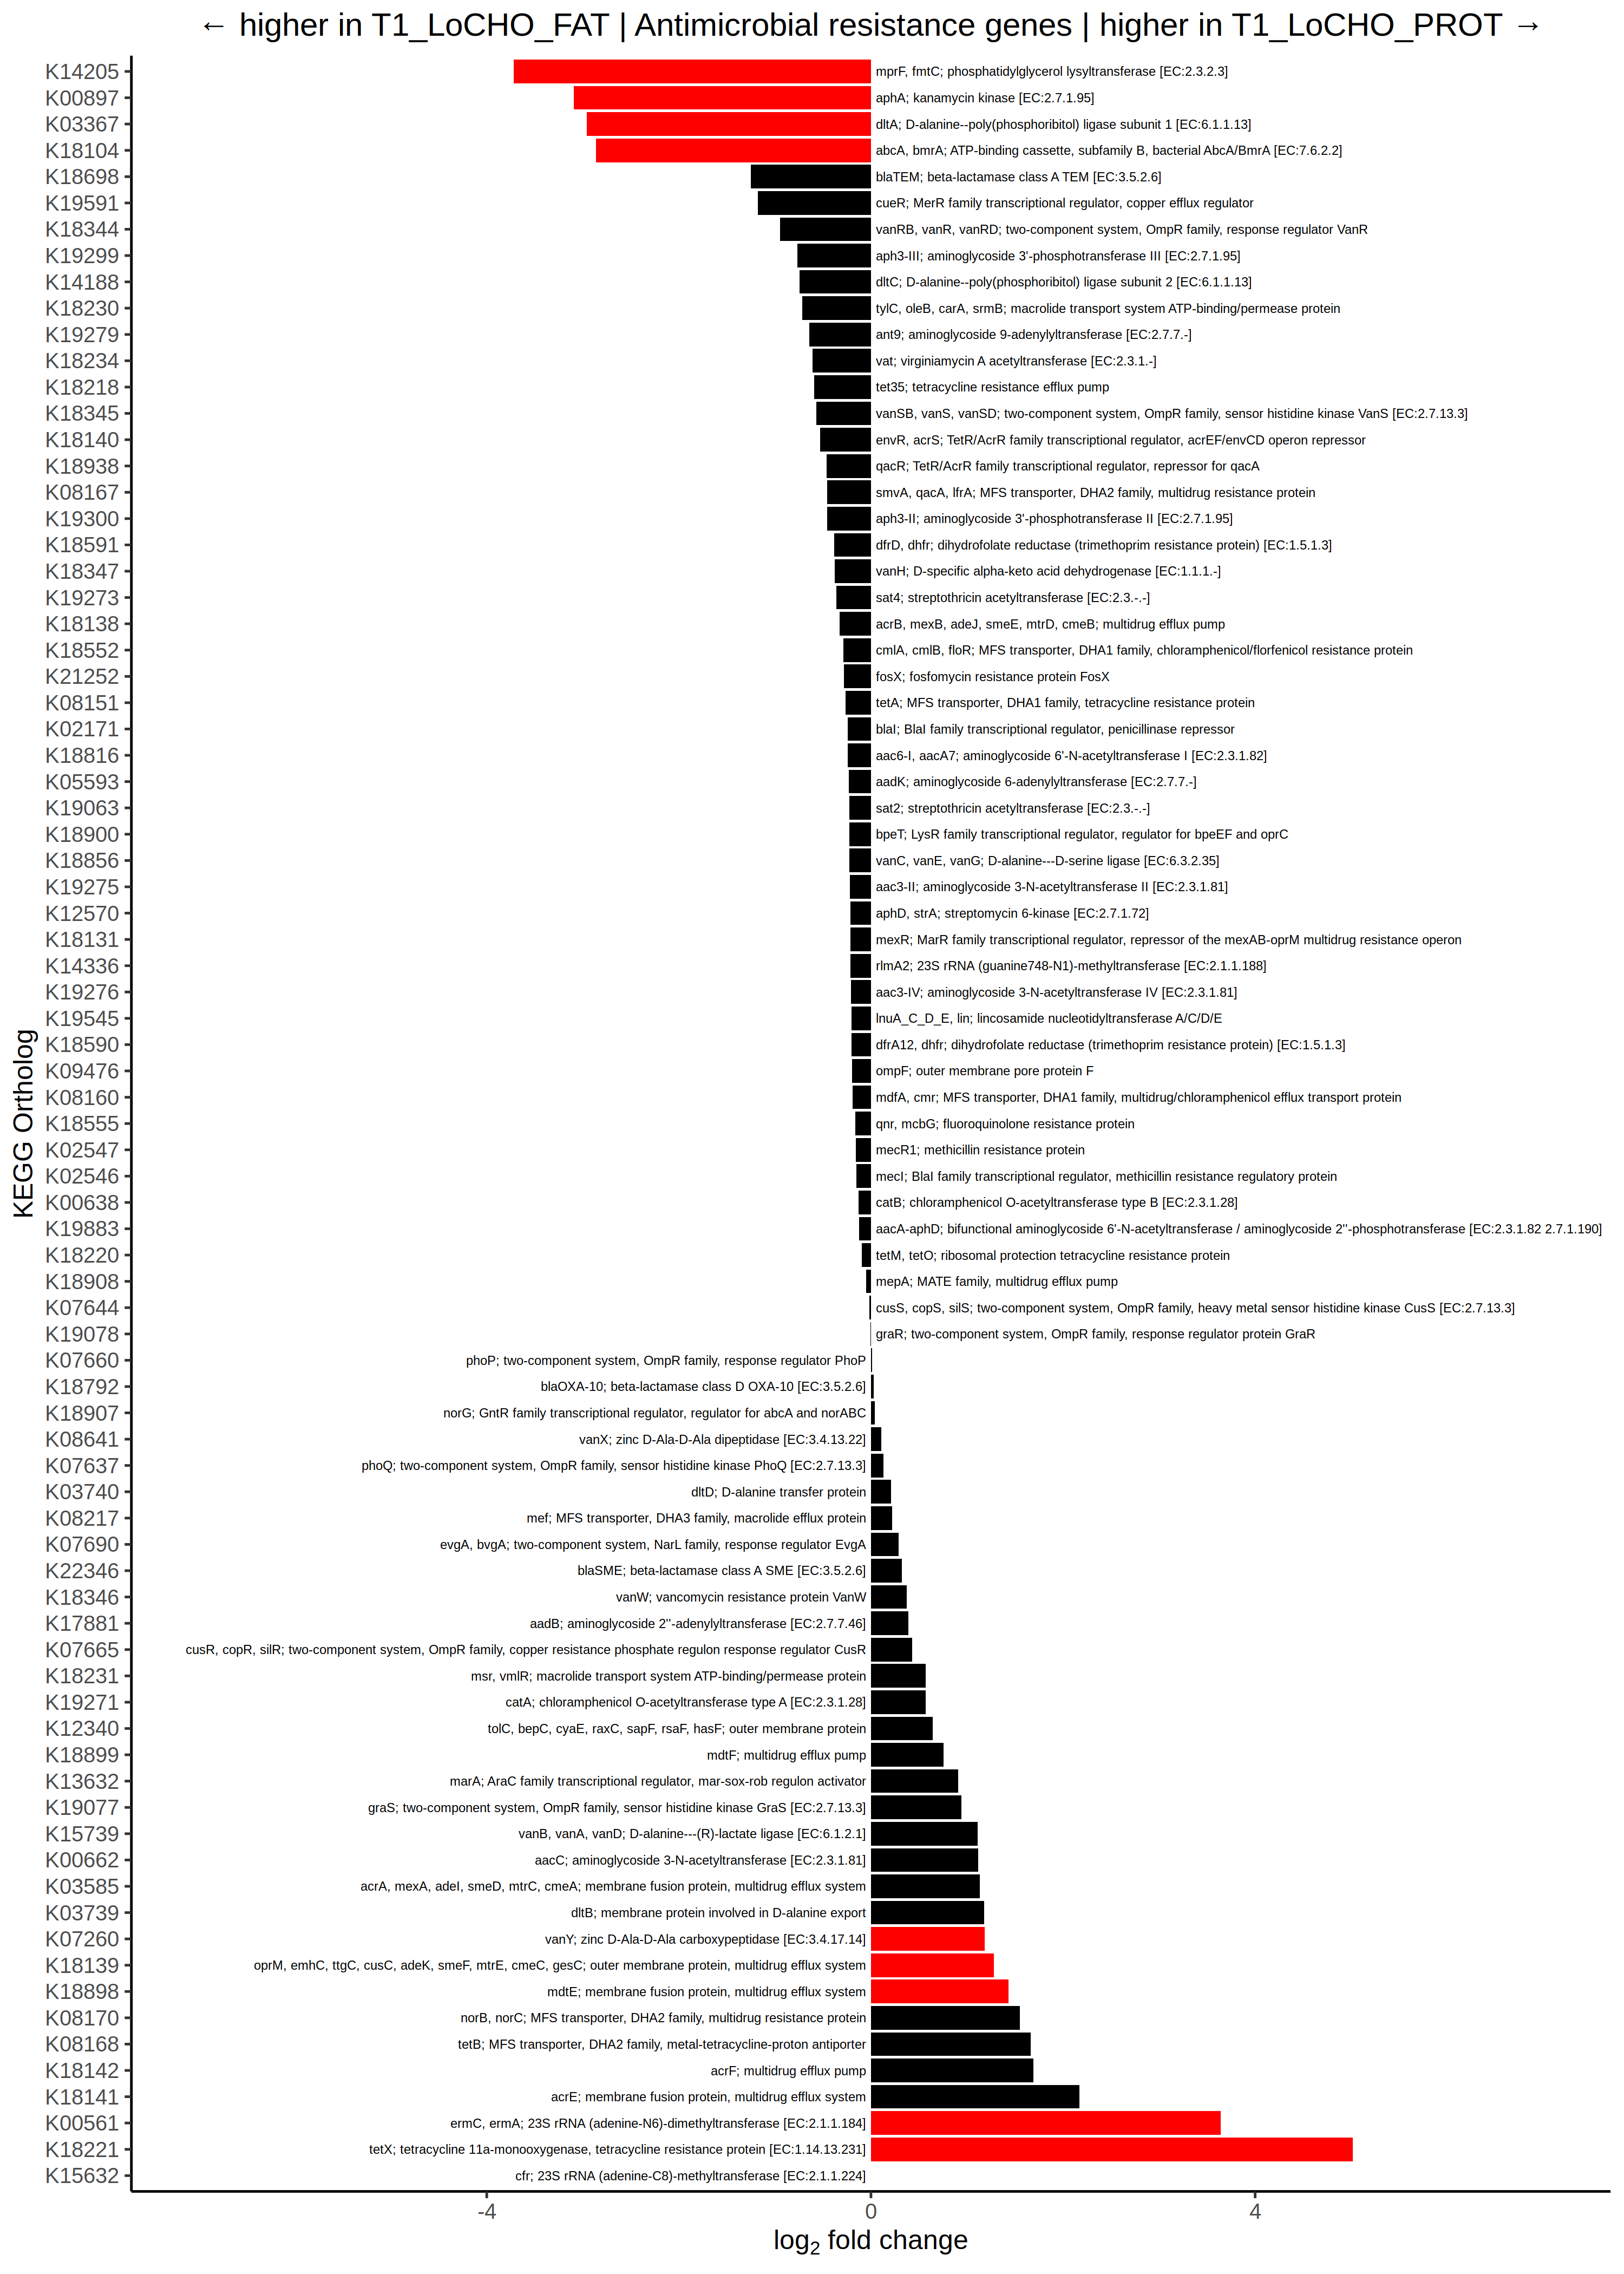 ← higher in T1_LoCHO_FAT | Antimicrobial resistance genes | higher in T1_LoCHO_PROT →
K14205 mprF, fmtC; phosphatidylglycerol lysyltransferase [EC:2.3.2.3]
K00897 aphA; kanamycin kinase [EC:2.7.1.95]
K03367 dltA; D-alanine--poly(phosphoribitol) ligase subunit 1 [EC:6.1.1.13]
K18104 abcA, bmrA; ATP-binding cassette, subfamily B, bacterial AbcA/BmrA [EC:7.6.2.2]
K18698 blaTEM; beta-lactamase class A TEM [EC:3.5.2.6]
K19591 cueR; MerR family transcriptional regulator, copper efflux regulator
K18344 vanRB, vanR, vanRD; two-component system, OmpR family, response regulator VanR
K19299 aph3-III; aminoglycoside 3'-phosphotransferase III [EC:2.7.1.95]
K14188 dltC; D-alanine--poly(phosphoribitol) ligase subunit 2 [EC:6.1.1.13]
K18230 tylC, oleB, carA, srmB; macrolide transport system ATP-binding/permease protein
K19279 ant9; aminoglycoside 9-adenylyltransferase [EC:2.7.7.-]
K18234 vat; virginiamycin A acetyltransferase [EC:2.3.1.-]
K18218 tet35; tetracycline resistance efflux pump
K18345 vanSB, vanS, vanSD; two-component system, OmpR family, sensor histidine kinase VanS [EC:2.7.13.3]
K18140 envR, acrS; TetR/AcrR family transcriptional regulator, acrEF/envCD operon repressor
K18938 qacR; TetR/AcrR family transcriptional regulator, repressor for qacA
K08167 smvA, qacA, lfrA; MFS transporter, DHA2 family, multidrug resistance protein
K19300 aph3-II; aminoglycoside 3'-phosphotransferase II [EC:2.7.1.95]
K18591 dfrD, dhfr; dihydrofolate reductase (trimethoprim resistance protein) [EC:1.5.1.3]
K18347 vanH; D-specific alpha-keto acid dehydrogenase [EC:1.1.1.-]
K19273 sat4; streptothricin acetyltransferase [EC:2.3.-.-]
K18138 acrB, mexB, adeJ, smeE, mtrD, cmeB; multidrug efflux pump
K18552 cmlA, cmlB, floR; MFS transporter, DHA1 family, chloramphenicol/florfenicol resistance protein
K21252 fosX; fosfomycin resistance protein FosX
K08151 tetA; MFS transporter, DHA1 family, tetracycline resistance protein
K02171 blaI; BlaI family transcriptional regulator, penicillinase repressor
K18816 aac6-I, aacA7; aminoglycoside 6'-N-acetyltransferase I [EC:2.3.1.82]
K05593 aadK; aminoglycoside 6-adenylyltransferase [EC:2.7.7.-]
K19063 sat2; streptothricin acetyltransferase [EC:2.3.-.-]
K18900 bpeT; LysR family transcriptional regulator, regulator for bpeEF and oprC
K18856 vanC, vanE, vanG; D-alanine---D-serine ligase [EC:6.3.2.35]
K19275 aac3-II; aminoglycoside 3-N-acetyltransferase II [EC:2.3.1.81]
K12570 aphD, strA; streptomycin 6-kinase [EC:2.7.1.72]
K18131 mexR; MarR family transcriptional regulator, repressor of the mexAB-oprM multidrug resistance operon
K14336 rlmA2; 23S rRNA (guanine748-N1)-methyltransferase [EC:2.1.1.188]
K19276 aac3-IV; aminoglycoside 3-N-acetyltransferase IV [EC:2.3.1.81]
K19545 lnuA_C_D_E, lin; lincosamide nucleotidyltransferase A/C/D/E
K18590 dfrA12, dhfr; dihydrofolate reductase (trimethoprim resistance protein) [EC:1.5.1.3]
K09476 ompF; outer membrane pore protein F
K08160 mdfA, cmr; MFS transporter, DHA1 family, multidrug/chloramphenicol efflux transport protein
K18555 qnr, mcbG; fluoroquinolone resistance protein
K02547 mecR1; methicillin resistance protein
K02546 mecI; BlaI family transcriptional regulator, methicillin resistance regulatory protein
K00638 catB; chloramphenicol O-acetyltransferase type B [EC:2.3.1.28]
K19883 aacA-aphD; bifunctional aminoglycoside 6'-N-acetyltransferase / aminoglycoside 2''-phosphotransferase [EC:2.3.1.82 2.7.1.190]
K18220 tetM, tetO; ribosomal protection tetracycline resistance protein
K18908 mepA; MATE family, multidrug efflux pump
K07644 cusS, copS, silS; two-component system, OmpR family, heavy metal sensor histidine kinase CusS [EC:2.7.13.3]
K19078 graR; two-component system, OmpR family, response regulator protein GraR
K07660 phoP; two-component system, OmpR family, response regulator PhoP
K18792 blaOXA-10; beta-lactamase class D OXA-10 [EC:3.5.2.6]
K18907 norG; GntR family transcriptional regulator, regulator for abcA and norABC
K08641 vanX; zinc D-Ala-D-Ala dipeptidase [EC:3.4.13.22]
K07637 phoQ; two-component system, OmpR family, sensor histidine kinase PhoQ [EC:2.7.13.3]
K03740 dltD; D-alanine transfer protein
K08217 mef; MFS transporter, DHA3 family, macrolide efflux protein
K07690 evgA, bvgA; two-component system, NarL family, response regulator EvgA
K22346 blaSME; beta-lactamase class A SME [EC:3.5.2.6]
K18346 vanW; vancomycin resistance protein VanW
K17881 aadB; aminoglycoside 2''-adenylyltransferase [EC:2.7.7.46]
K07665 cusR, copR, silR; two-component system, OmpR family, copper resistance phosphate regulon response regulator CusR
K18231 msr, vmlR; macrolide transport system ATP-binding/permease protein
K19271 catA; chloramphenicol O-acetyltransferase type A [EC:2.3.1.28]
K12340 tolC, bepC, cyaE, raxC, sapF, rsaF, hasF; outer membrane protein
K18899 mdtF; multidrug efflux pump
K13632 marA; AraC family transcriptional regulator, mar-sox-rob regulon activator
K19077 graS; two-component system, OmpR family, sensor histidine kinase GraS [EC:2.7.13.3]
K15739 vanB, vanA, vanD; D-alanine---(R)-lactate ligase [EC:6.1.2.1]
K00662 aacC; aminoglycoside 3-N-acetyltransferase [EC:2.3.1.81]
K03585 acrA, mexA, adeI, smeD, mtrC, cmeA; membrane fusion protein, multidrug efflux system
K03739 dltB; membrane protein involved in D-alanine export
K07260 vanY; zinc D-Ala-D-Ala carboxypeptidase [EC:3.4.17.14]
K18139 oprM, emhC, ttgC, cusC, adeK, smeF, mtrE, cmeC, gesC; outer membrane protein, multidrug efflux system
K18898 mdtE; membrane fusion protein, multidrug efflux system
K08170 norB, norC; MFS transporter, DHA2 family, multidrug resistance protein
K08168 tetB; MFS transporter, DHA2 family, metal-tetracycline-proton antiporter
K18142 acrF; multidrug efflux pump
K18141 acrE; membrane fusion protein, multidrug efflux system
K00561 ermC, ermA; 23S rRNA (adenine-N6)-dimethyltransferase [EC:2.1.1.184]
K18221 tetX; tetracycline 11a-monooxygenase, tetracycline resistance protein [EC:1.14.13.231]
K15632 cfr; 23S rRNA (adenine-C8)-methyltransferase [EC:2.1.1.224]
KEGG Ortholog
-4 0 4
log2 fold change